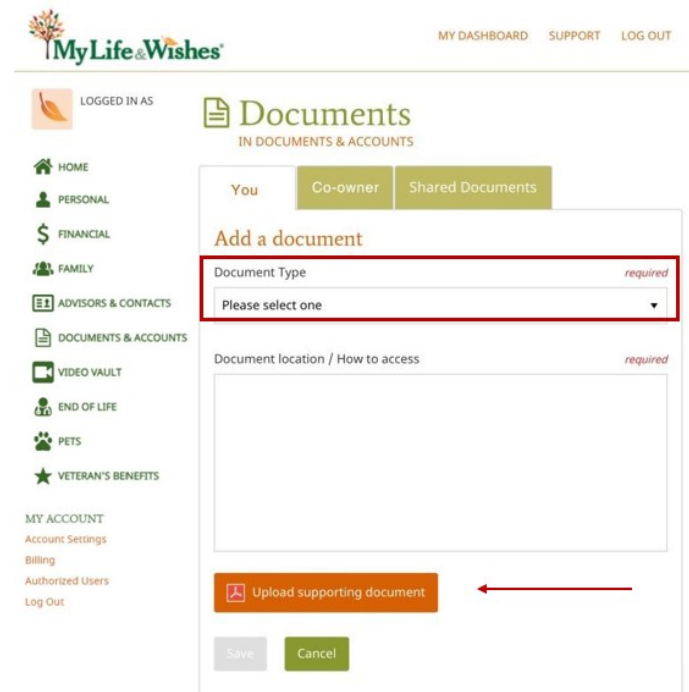 MyLife&Wishes®
MY DASHBOARD SUPPORT LOG OUT
LOGGED IN AS
HOME
PERSONAL
FINANCIAL
FAMILY
ADVISORS & CONTACTS
DOCUMENTS & ACCOUNTS
VIDEO VAULT
END OF LIFE
PETS
VETERAN'S BENEFITS
MY ACCOUNT
Account Settings
Billing
Authorized Users
Log Out
Documents
IN DOCUMENTS & ACCOUNTS
You Co-owner Shared Documents
Add a document
Document Type required
Please select one
Document location / How to access required
Upload supporting document
Save Cancel